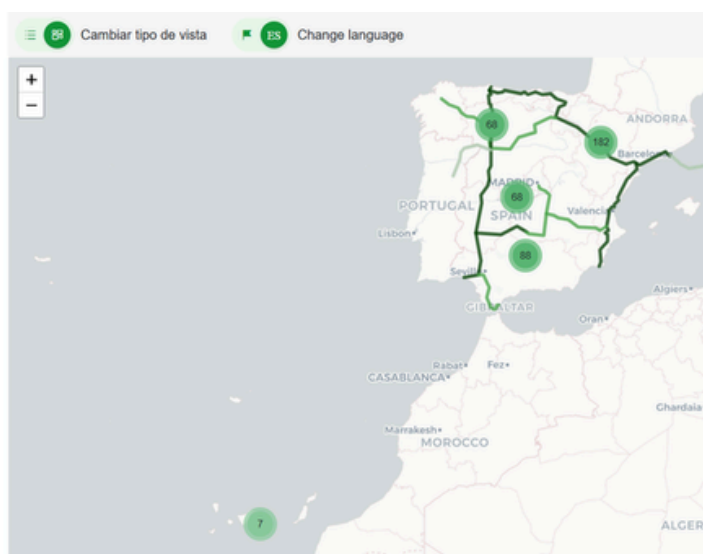 Cambiar tipo de vista
ES
Change language
+
−
68
ANDORRA
182
Barcelona
MADRID
68
PORTUGAL
SPAIN
Valencia
Lisbon
88
Seville
Algiers
GIBRALTAR
Oran
Rabat
Fez
CASABLANCA
Ghardaia
Marrakesh
MOROCCO
7
ALGER